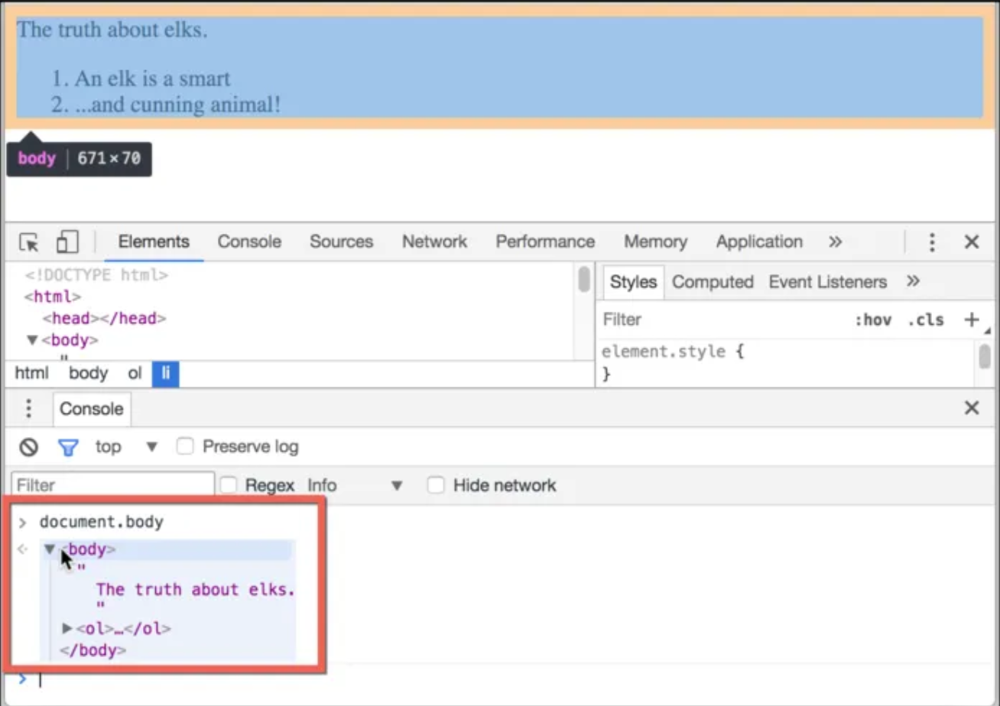 The truth about elks.
1. An elk is a smart
2. ...and cunning animal!
body 671×70
Elements Console Sources Network Performance Memory Application »
<!DOCTYPE html>
<html>
<head></head>
▼<body>
"
html body ol li
Styles Computed Event Listeners »
Filter :hov .cls +
element.style {
}
Console
top ▼ Preserve log
Filter Regex Info ▼ Hide network
> document.body
▼<body>
"
The truth about elks.
"
▶<ol>…</ol>
</body>
>